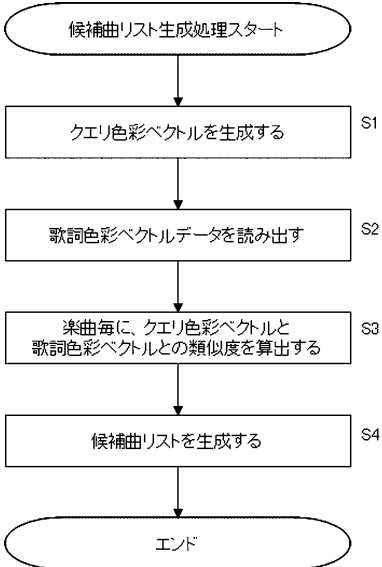 候補曲リスト生成処理スタート
クエリ色彩ベクトルを生成する
S1
歌詞色彩ベクトルデータを読み出す
S2
楽曲毎に、クエリ色彩ベクトルと
歌詞色彩ベクトルとの類似度を算出する
S3
候補曲リストを生成する
S4
エンド